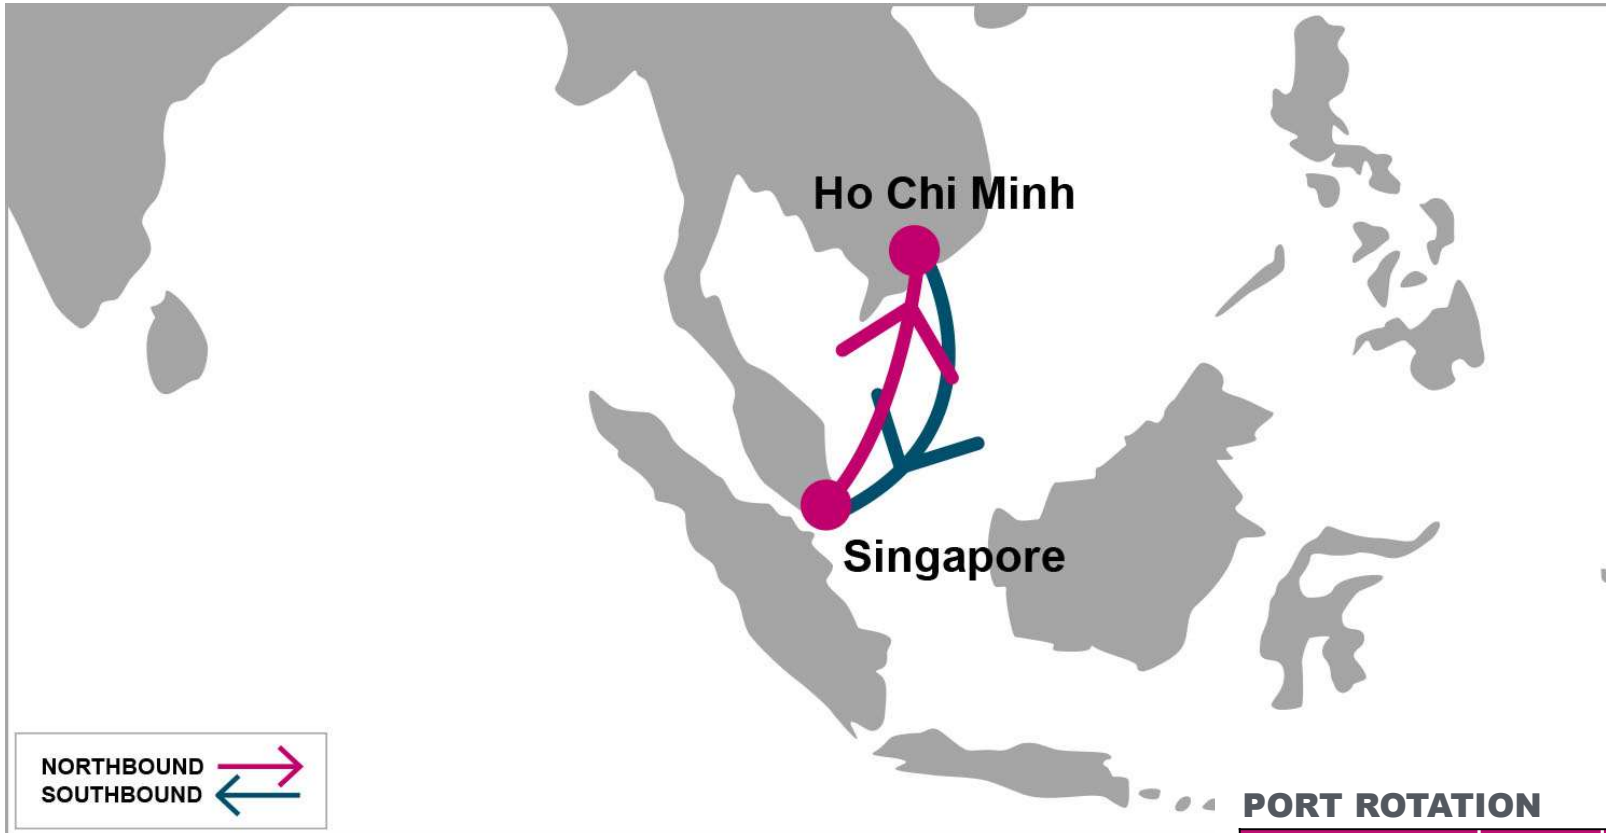 Ho Chi Minh
Singapore
NORTHBOUND
SOUTHBOUND
PORT ROTATION